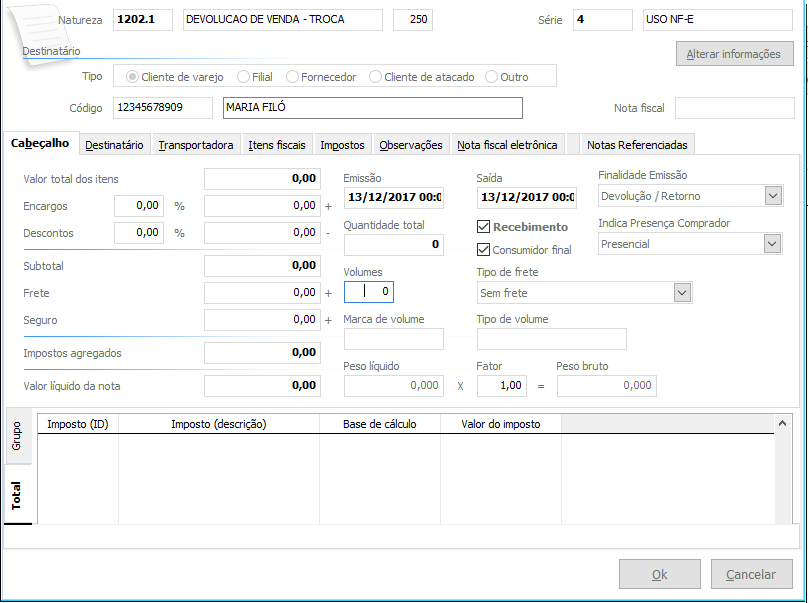 Natureza 1202.1 DEVOLUCAO DE VENDA - TROCA 250 Série 4 USO NF-E
Destinatário Alterar informações
Tipo Cliente de varejo Filial Fornecedor Cliente de atacado Outro
Código 12345678909 MARIA FILÓ Nota fiscal
Cabeçalho Destinatário Transportadora Itens fiscais Impostos Observações Nota fiscal eletrônica Notas Referenciadas
Valor total dos itens 0,00 Emissão Saída Finalidade Emissão
13/12/2017 00:0 13/12/2017 00:0 Devolução / Retorno
Encargos 0,00 % 0,00 +
Quantidade total Recebimento Indica Presença Comprador
Descontos 0,00 % 0,00 -
0 Consumidor final Presencial
Subtotal 0,00 Volumes Tipo de frete
Frete 0,00 + 0 Sem frete
Seguro 0,00 + Marca de volume Tipo de volume
Impostos agregados 0,00
Peso líquido Fator Peso bruto
Valor líquido da nota 0,00 0,000 X 1,00 = 0,000
Grupo
Total
Imposto (ID) Imposto (descrição) Base de cálculo Valor do imposto
Ok Cancelar